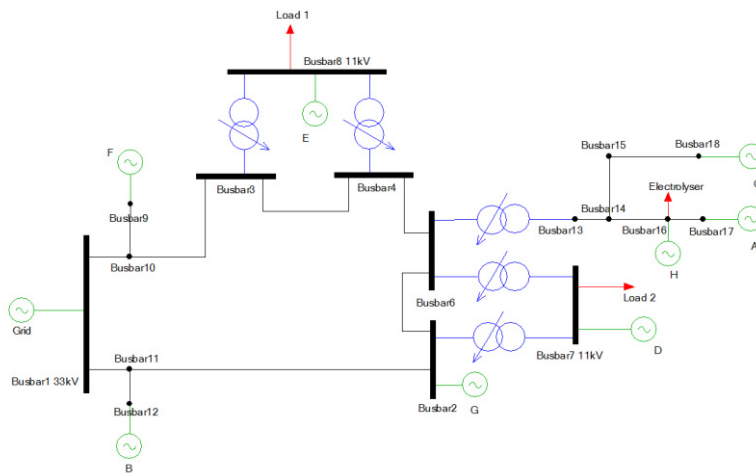 Load 1
Busbar8 11kV
E
F
Busbar15
Busbar18
Busbar3
Busbar4
Electrolyser
Busbar9
Busbar14
Busbar13
Busbar16
Busbar17
A
H
Busbar10
Busbar6
Grid
Load 2
Busbar11
Busbar7 11kV
D
Busbar1 33kV
Busbar2
G
Busbar12
B